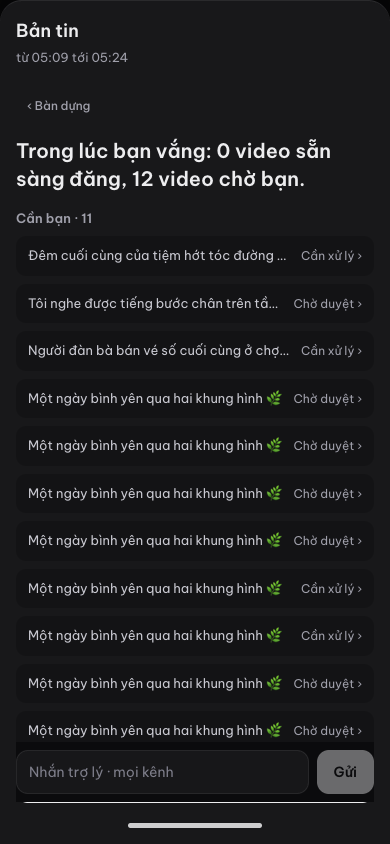 Bản tin
từ 05:09 tới 05:24
‹ Bàn dựng
Trong lúc bạn vắng: 0 video sẵn
sàng đăng, 12 video chờ bạn.
Cần bạn · 11
Đêm cuối cùng của tiệm hớt tóc đường ... Cần xử lý ›
Tôi nghe được tiếng bước chân trên tầ... Chờ duyệt ›
Người đàn bà bán vé số cuối cùng ở chợ... Cần xử lý ›
Một ngày bình yên qua hai khung hình 🌿 Chờ duyệt ›
Một ngày bình yên qua hai khung hình 🌿 Chờ duyệt ›
Một ngày bình yên qua hai khung hình 🌿 Chờ duyệt ›
Một ngày bình yên qua hai khung hình 🌿 Chờ duyệt ›
Một ngày bình yên qua hai khung hình 🌿 Cần xử lý ›
Một ngày bình yên qua hai khung hình 🌿 Cần xử lý ›
Một ngày bình yên qua hai khung hình 🌿 Chờ duyệt ›
Một ngày bình yên qua hai khung hình 🌿 Chờ duyệt ›
Nhắn trợ lý · mọi kênh Gửi